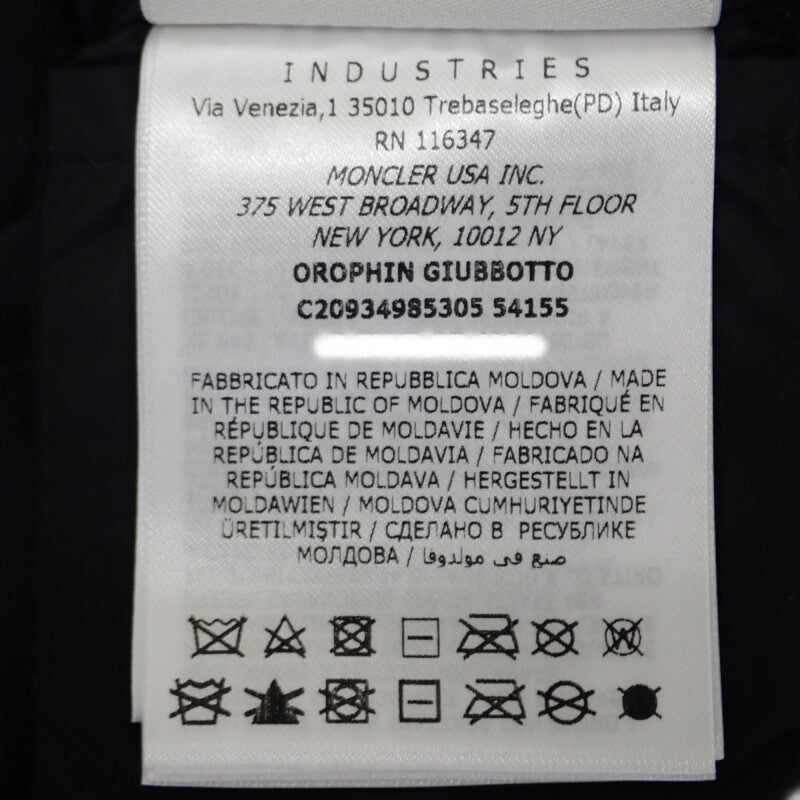 INDUSTRIES
Via Venezia,1 35010 Trebaseleghe(PD) Italy
RN 116347
MONCLER USA INC.
375 WEST BROADWAY, 5TH FLOOR
NEW YORK, 10012 NY
OROPHIN GIUBBOTTO
C20934985305 54155
FABBRICATO IN REPUBBLICA MOLDOVA / MADE
IN THE REPUBLIC OF MOLDOVA / FABRIQUÉ EN
RÉPUBLIQUE DE MOLDAVIE / HECHO EN LA
REPÚBLICA DE MOLDAVIA / FABRICADO NA
REPÚBLICA MOLDAVA / HERGESTELLT IN
MOLDAWIEN / MOLDOVA CUMHURIYETINDE
ÜRETILMIŞTIR / СДЕЛАНО В РЕСУБЛИКЕ
МОЛДОВА / صنع في مولدوفا
W